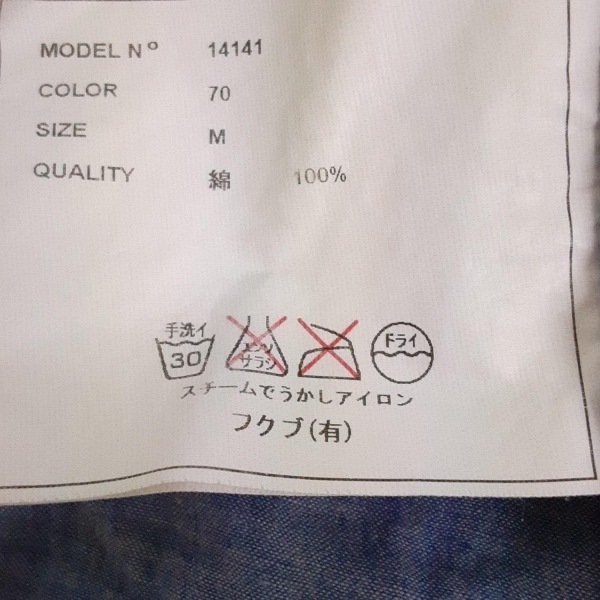 MODEL Nº 14141
COLOR 70
SIZE M
QUALITY 綿 100%
手洗イ
30
エンソ
サラシ
ドライ
スチームでうかしアイロン
フクブ(有)